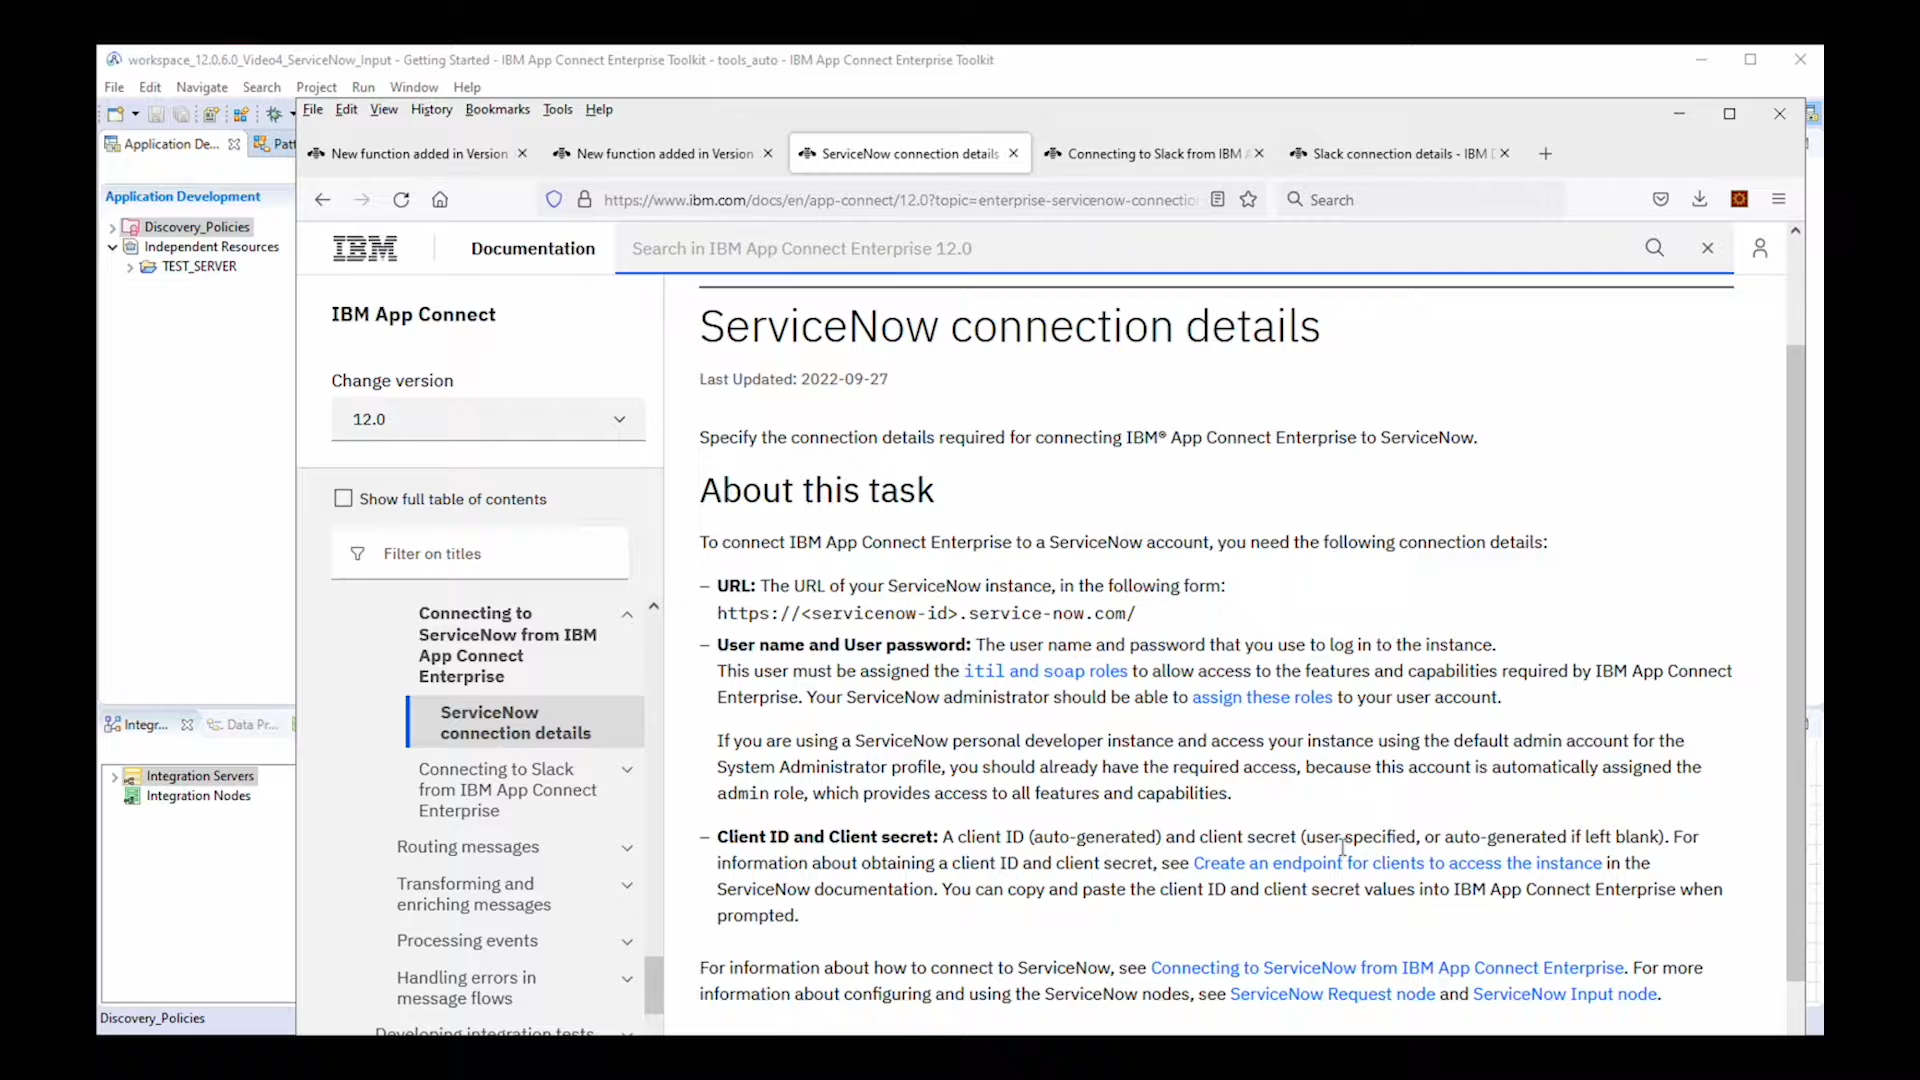 workspace_12.0.6.0_Video4_ServiceNow_Input - Getting Started - IBM App Connect Enterprise Toolkit - tools_auto - IBM App Connect Enterprise Toolkit
File Edit Navigate Search Project Run Window Help
File Edit View History Bookmarks Tools Help
Application De...
Patt
New function added in Version
New function added in Version
ServiceNow connection details
Connecting to Slack from IBM A
Slack connection details - IBM D
Application Development
https://www.ibm.com/docs/en/app-connect/12.0?topic=enterprise-servicenow-connectio
Search
Discovery_Policies
Independent Resources
TEST_SERVER
IBM
Documentation
Search in IBM App Connect Enterprise 12.0
IBM App Connect
Change version
12.0
Show full table of contents
Filter on titles
Connecting to
ServiceNow from IBM
App Connect
Enterprise
ServiceNow
connection details
Connecting to Slack
from IBM App Connect
Enterprise
Routing messages
Transforming and
enriching messages
Processing events
Handling errors in
message flows
Developing integration tests
ServiceNow connection details
Last Updated: 2022-09-27
Specify the connection details required for connecting IBM® App Connect Enterprise to ServiceNow.
About this task
To connect IBM App Connect Enterprise to a ServiceNow account, you need the following connection details:
– URL: The URL of your ServiceNow instance, in the following form:
https://<servicenow-id>.service-now.com/
– User name and User password: The user name and password that you use to log in to the instance.
This user must be assigned the itil and soap roles to allow access to the features and capabilities required by IBM App Connect
Enterprise. Your ServiceNow administrator should be able to assign these roles to your user account.
If you are using a ServiceNow personal developer instance and access your instance using the default admin account for the
System Administrator profile, you should already have the required access, because this account is automatically assigned the
admin role, which provides access to all features and capabilities.
– Client ID and Client secret: A client ID (auto-generated) and client secret (user-specified, or auto-generated if left blank). For
information about obtaining a client ID and client secret, see Create an endpoint for clients to access the instance in the
ServiceNow documentation. You can copy and paste the client ID and client secret values into IBM App Connect Enterprise when
prompted.
For information about how to connect to ServiceNow, see Connecting to ServiceNow from IBM App Connect Enterprise. For more
information about configuring and using the ServiceNow nodes, see ServiceNow Request node and ServiceNow Input node.
Integr...
Data Pr...
Integration Servers
Integration Nodes
Discovery_Policies